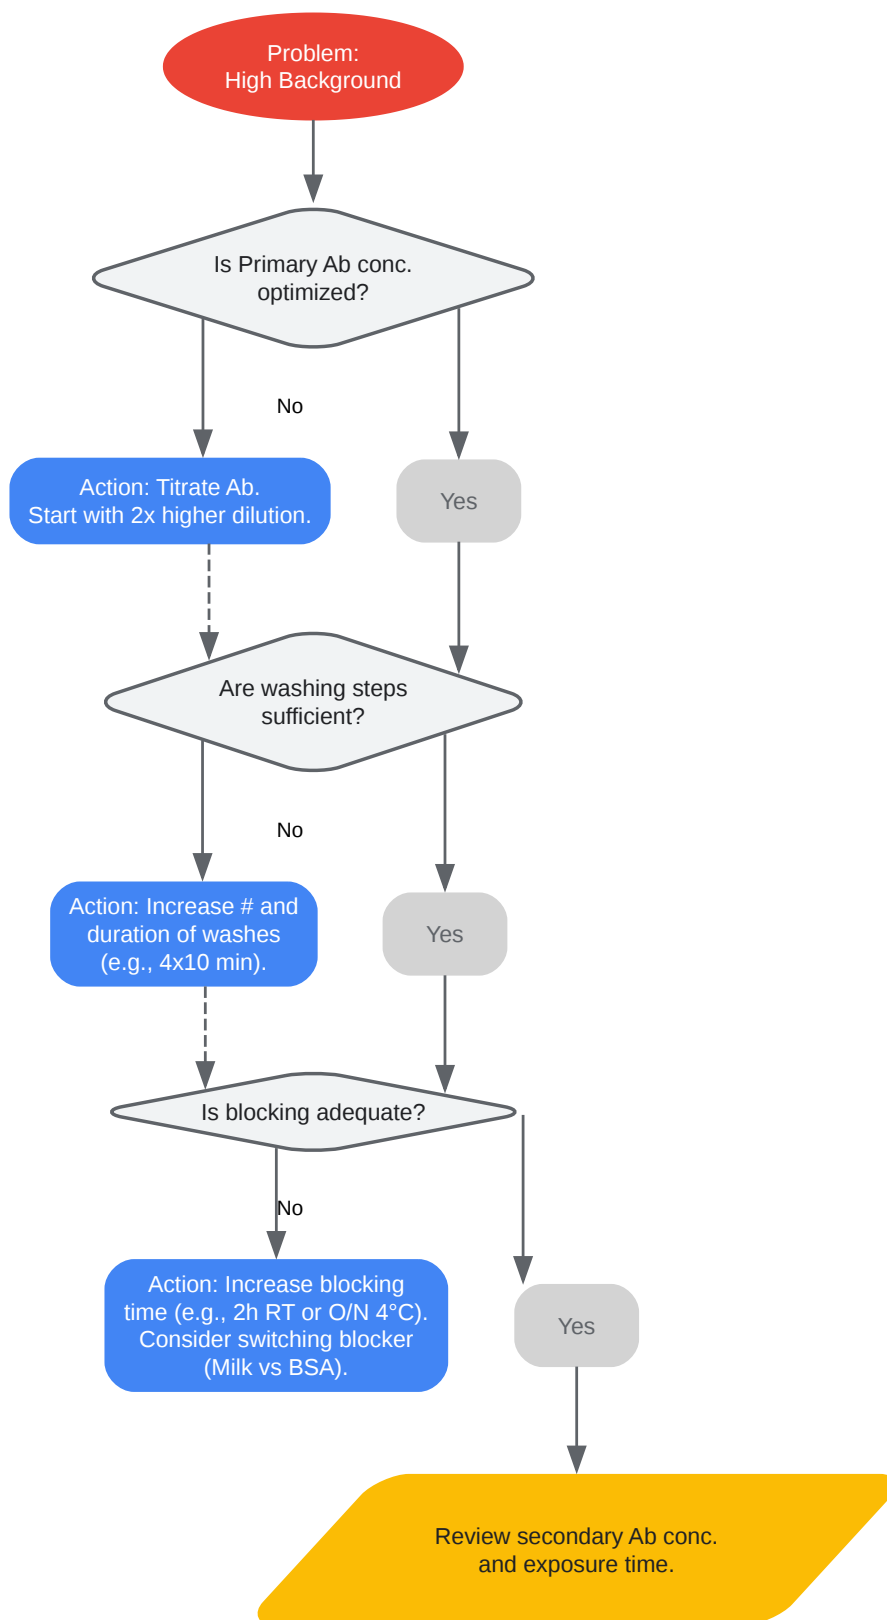 Problem:
High Background
Is Primary Ab conc.
optimized?
No
Action: Titrate Ab.
Start with 2x higher dilution.
Yes
Are washing steps
sufficient?
No
Action: Increase # and
duration of washes
(e.g., 4x10 min).
Yes
Is blocking adequate?
No
Action: Increase blocking
time (e.g., 2h RT or O/N 4°C).
Consider switching blocker
(Milk vs BSA).
Yes
Review secondary Ab conc.
and exposure time.